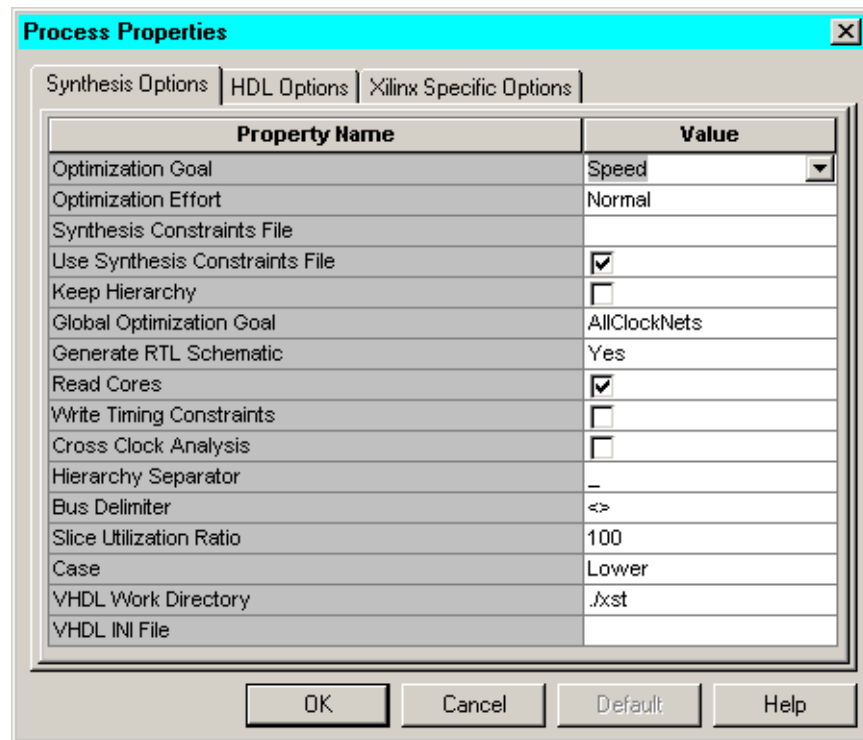 Process Properties
Synthesis Options HDL Options Xilinx Specific Options
Property Name Value
Optimization Goal Speed
Optimization Effort Normal
Synthesis Constraints File
Use Synthesis Constraints File
Keep Hierarchy
Global Optimization Goal AllClockNets
Generate RTL Schematic Yes
Read Cores
Write Timing Constraints
Cross Clock Analysis
Hierarchy Separator _
Bus Delimiter <>
Slice Utilization Ratio 100
Case Lower
VHDL Work Directory ./xst
VHDL INI File
OK Cancel Default Help